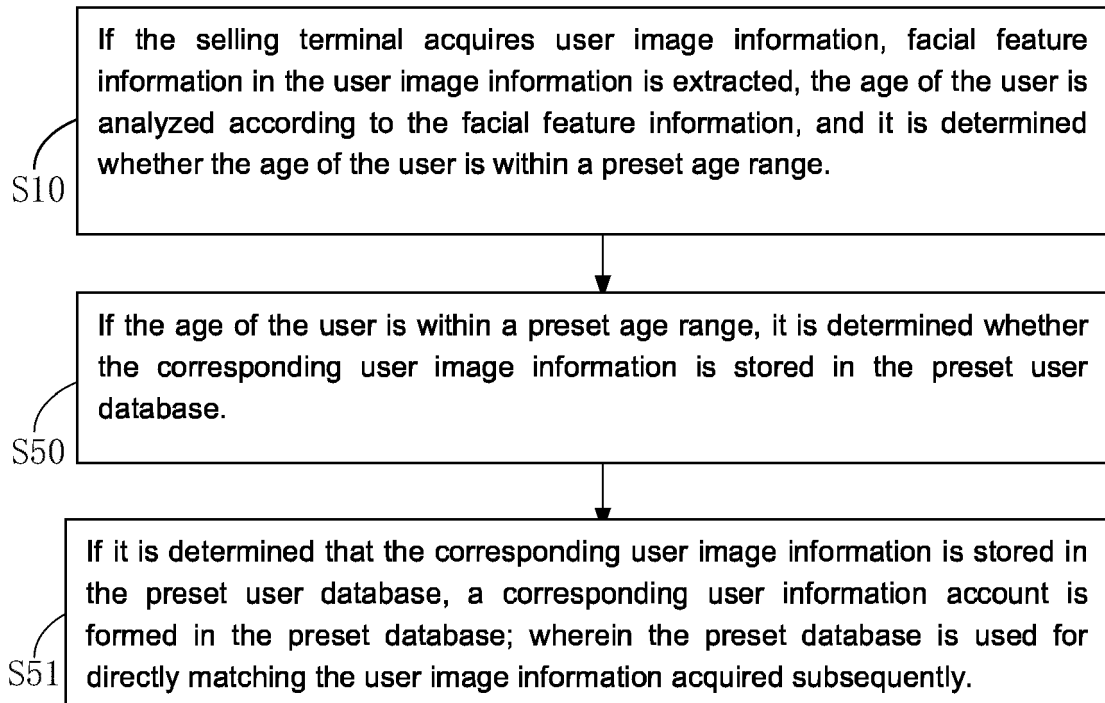 If the selling terminal acquires user image information, facial feature
information in the user image information is extracted, the age of the user is
analyzed according to the facial feature information, and it is determined
whether the age of the user is within a preset age range.
S10
If the age of the user is within a preset age range, it is determined whether
the corresponding user image information is stored in the preset user
database.
S50
If it is determined that the corresponding user image information is stored in
the preset user database, a corresponding user information account is
formed in the preset database; wherein the preset database is used for
directly matching the user image information acquired subsequently.
S51